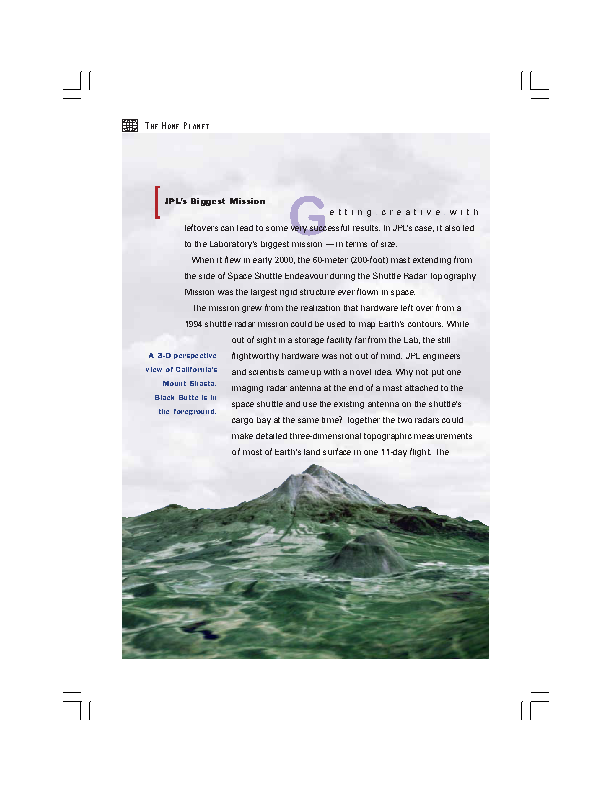 The Home Planet
JPL's Biggest Mission
Getting creative with
leftovers can lead to some very successful results. In JPL's case, it also led
to the Laboratory's biggest mission — in terms of size.
When it flew in early 2000, the 60-meter (200-foot) mast extending from
the side of Space Shuttle Endeavour during the Shuttle Radar Topography
Mission was the largest rigid structure ever flown in space.
The mission grew from the realization that hardware left over from a
1994 shuttle radar mission could be used to map Earth's contours. While
out of sight in a storage facility far from the Lab, the still
flightworthy hardware was not out of mind. JPL engineers
and scientists came up with a novel idea. Why not put one
imaging radar antenna at the end of a mast attached to the
space shuttle and use the existing antenna on the shuttle's
cargo bay at the same time? Together the two radars could
make detailed three-dimensional topographic measurements
of most of Earth's land surface in one 11-day flight. The
A 3-D perspective
view of California's
Mount Shasta.
Black Butte is in
the foreground.